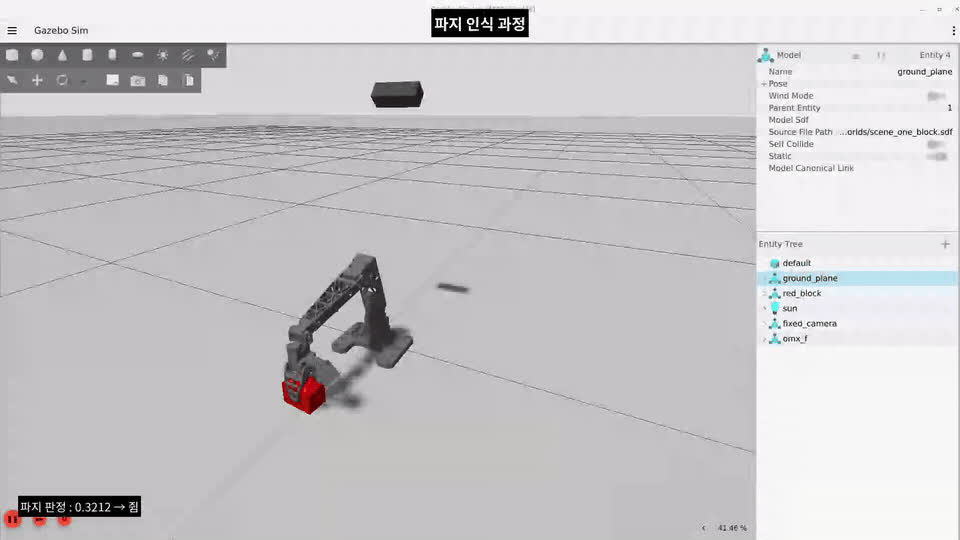 파지 인식 과정
Gazebo Sim
Model
Entity 4
Name
ground_plane
Pose
Wind Mode
Parent Entity
1
Model Sdf
Source File Path
...orlds/scene_one_block.sdf
Self Collide
Static
Model Canonical Link
Entity Tree
default
ground_plane
red_block
sun
fixed_camera
omx_f
파지 판정 : 0.3212 → 짐
41.46 %